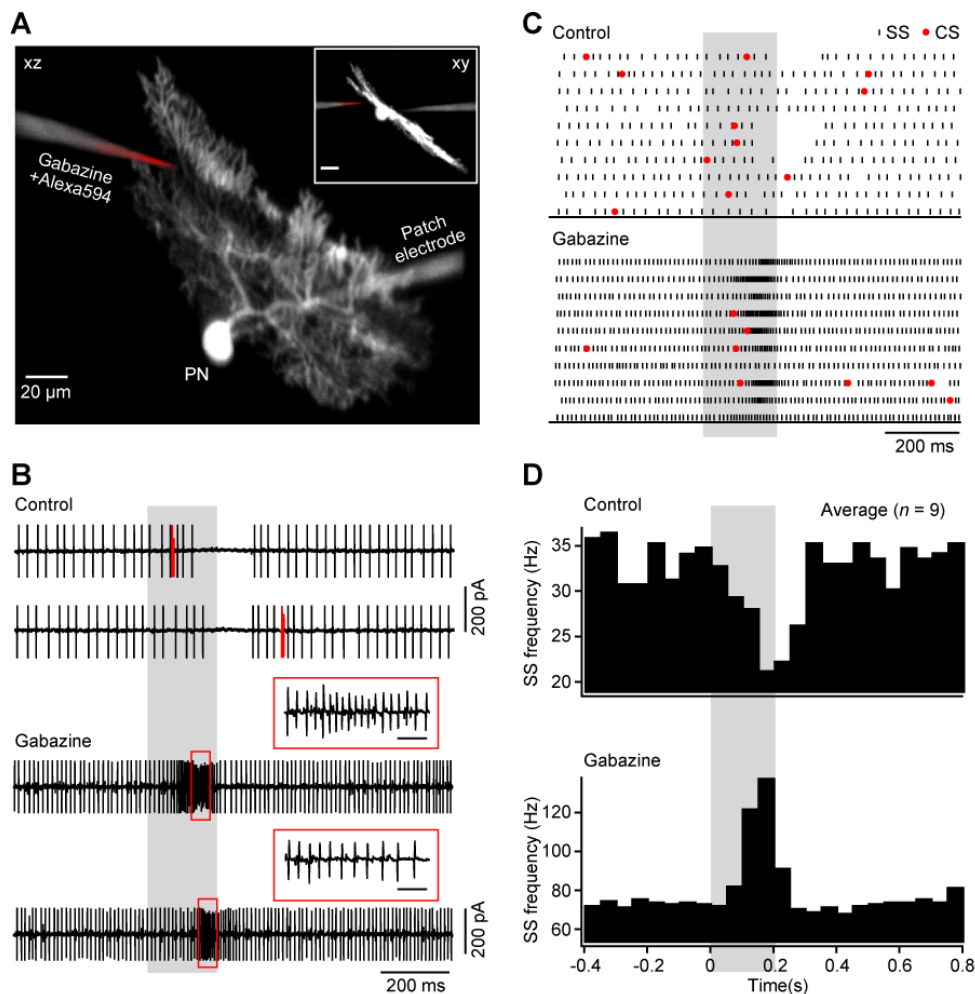 A
xz
xy
Gabazine
+Alexa594
Patch
electrode
PN
20 µm
B
Control
200 pA
Gabazine
200 pA
200 ms
C
Control
SS CS
Gabazine
200 ms
D
Control
Average (n = 9)
SS frequency (Hz)
35
30
25
20
Gabazine
SS frequency (Hz)
120
100
80
60
-0.4 -0.2 0 0.2 0.4 0.6 0.8
Time(s)